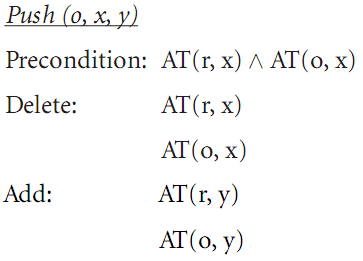 Push (o, x, y)
Precondition: AT(r, x) ∧ AT(o, x)
Delete: AT(r, x)
AT(o, x)
Add: AT(r, y)
AT(o, y)